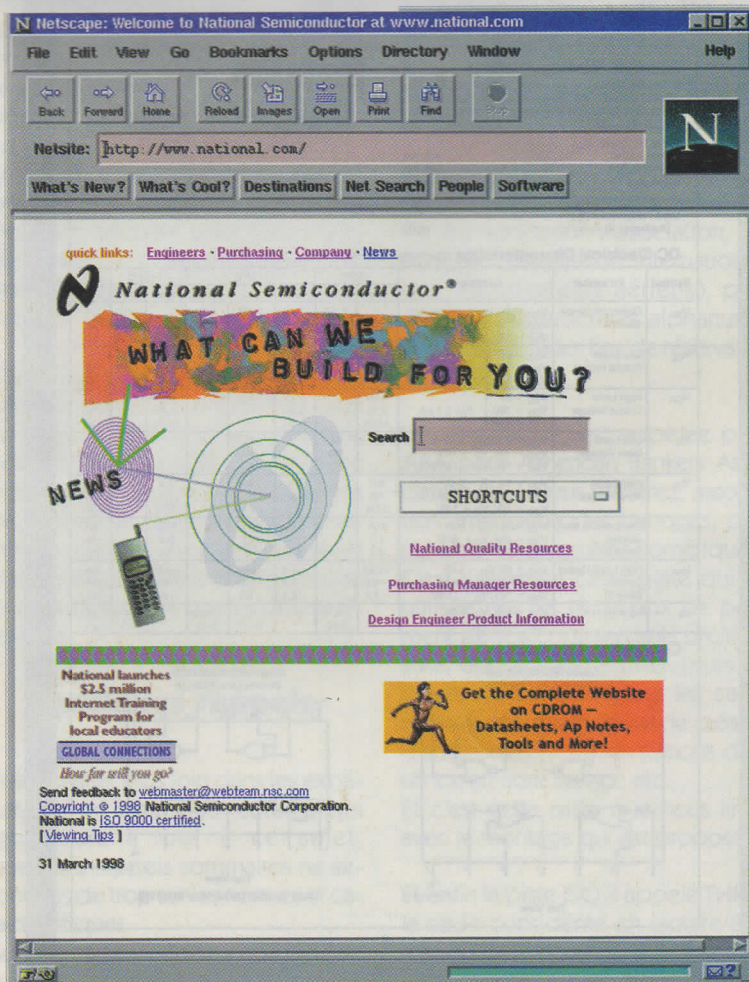 Netscape: Welcome to National Semiconductor at www.national.com
File Edit View Go Bookmarks Options Directory Window Help
Back Forward Home Reload Images Open Print Find Stop
N
Netsite: http://www.national.com/
What's New? What's Cool? Destinations Net Search People Software
quick links: Engineers · Purchasing · Company · News
National Semiconductor®
WHAT CAN WE
BUILD FOR YOU?
Search
NEWS
SHORTCUTS
National Quality Resources
Purchasing Manager Resources
Design Engineer Product Information
National launches
$2.5 million
Internet Training
Program for
local educators
GLOBAL CONNECTIONS
How far will you go?
Get the Complete Website
on CDROM —
Datasheets, Ap Notes,
Tools and More!
Send feedback to webmaster@webteam.nsc.com
Copyright © 1998 National Semiconductor Corporation.
National is ISO 9000 certified.
[ Viewing Tips ]
31 March 1998